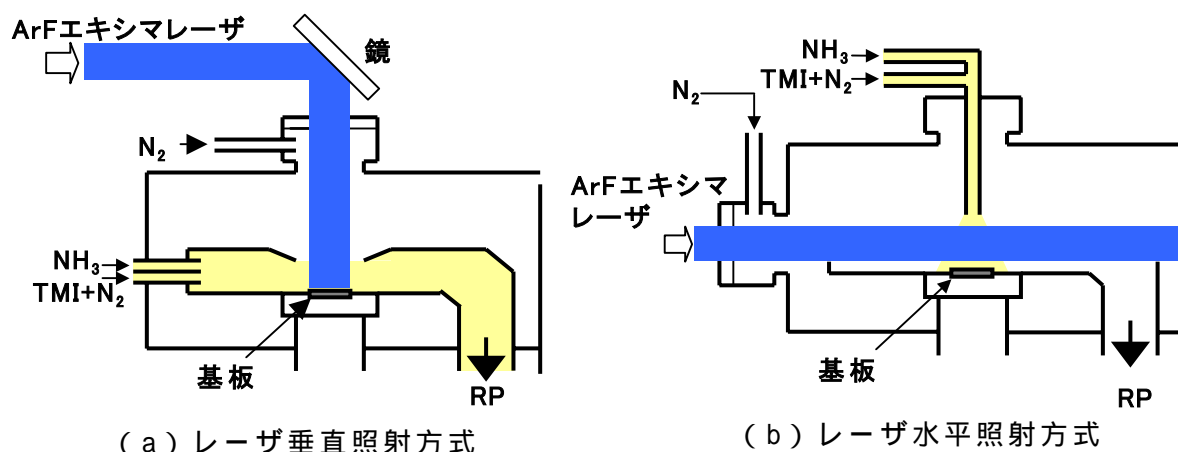 ArFエキシマレーザ
鏡
N₂
NH₃
TMI+N₂
基板
RP
(a)レーザ垂直照射方式
NH₃
TMI+N₂
N₂
ArFエキシマ
レーザ
基板
RP
(b)レーザ水平照射方式